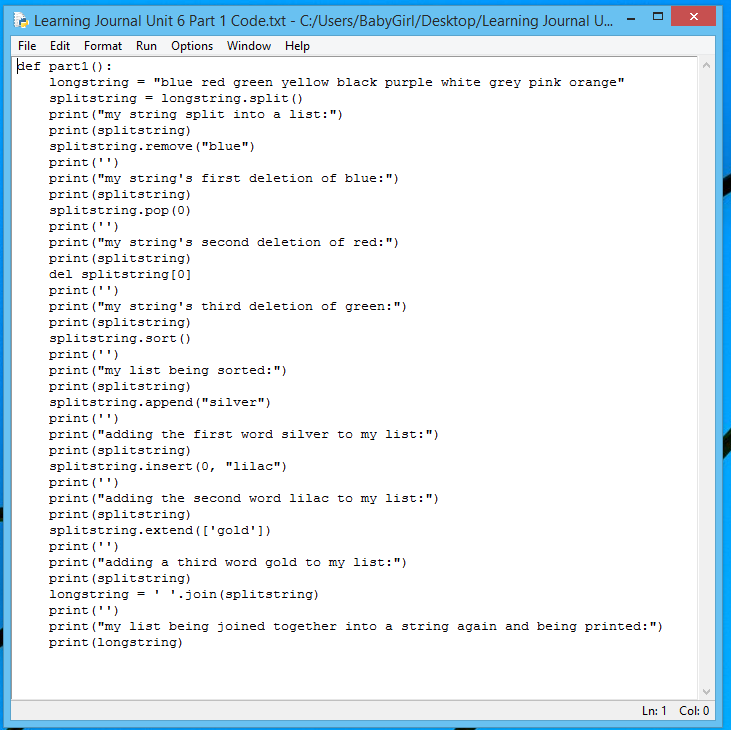 Learning Journal Unit 6 Part 1 Code.txt - C:/Users/BabyGirl/Desktop/Learning Journal U...
File Edit Format Run Options Window Help
def part1():
    longstring = "blue red green yellow black purple white grey pink orange"
    splitstring = longstring.split()
    print("my string split into a list:")
    print(splitstring)
    splitstring.remove("blue")
    print('')
    print("my string's first deletion of blue:")
    print(splitstring)
    splitstring.pop(0)
    print('')
    print("my string's second deletion of red:")
    print(splitstring)
    del splitstring[0]
    print('')
    print("my string's third deletion of green:")
    print(splitstring)
    splitstring.sort()
    print('')
    print("my list being sorted:")
    print(splitstring)
    splitstring.append("silver")
    print('')
    print("adding the first word silver to my list:")
    print(splitstring)
    splitstring.insert(0, "lilac")
    print('')
    print("adding the second word lilac to my list:")
    print(splitstring)
    splitstring.extend(['gold'])
    print('')
    print("adding a third word gold to my list:")
    print(splitstring)
    longstring = ' '.join(splitstring)
    print('')
    print("my list being joined together into a string again and being printed:")
    print(longstring)
Ln: 1 Col: 0